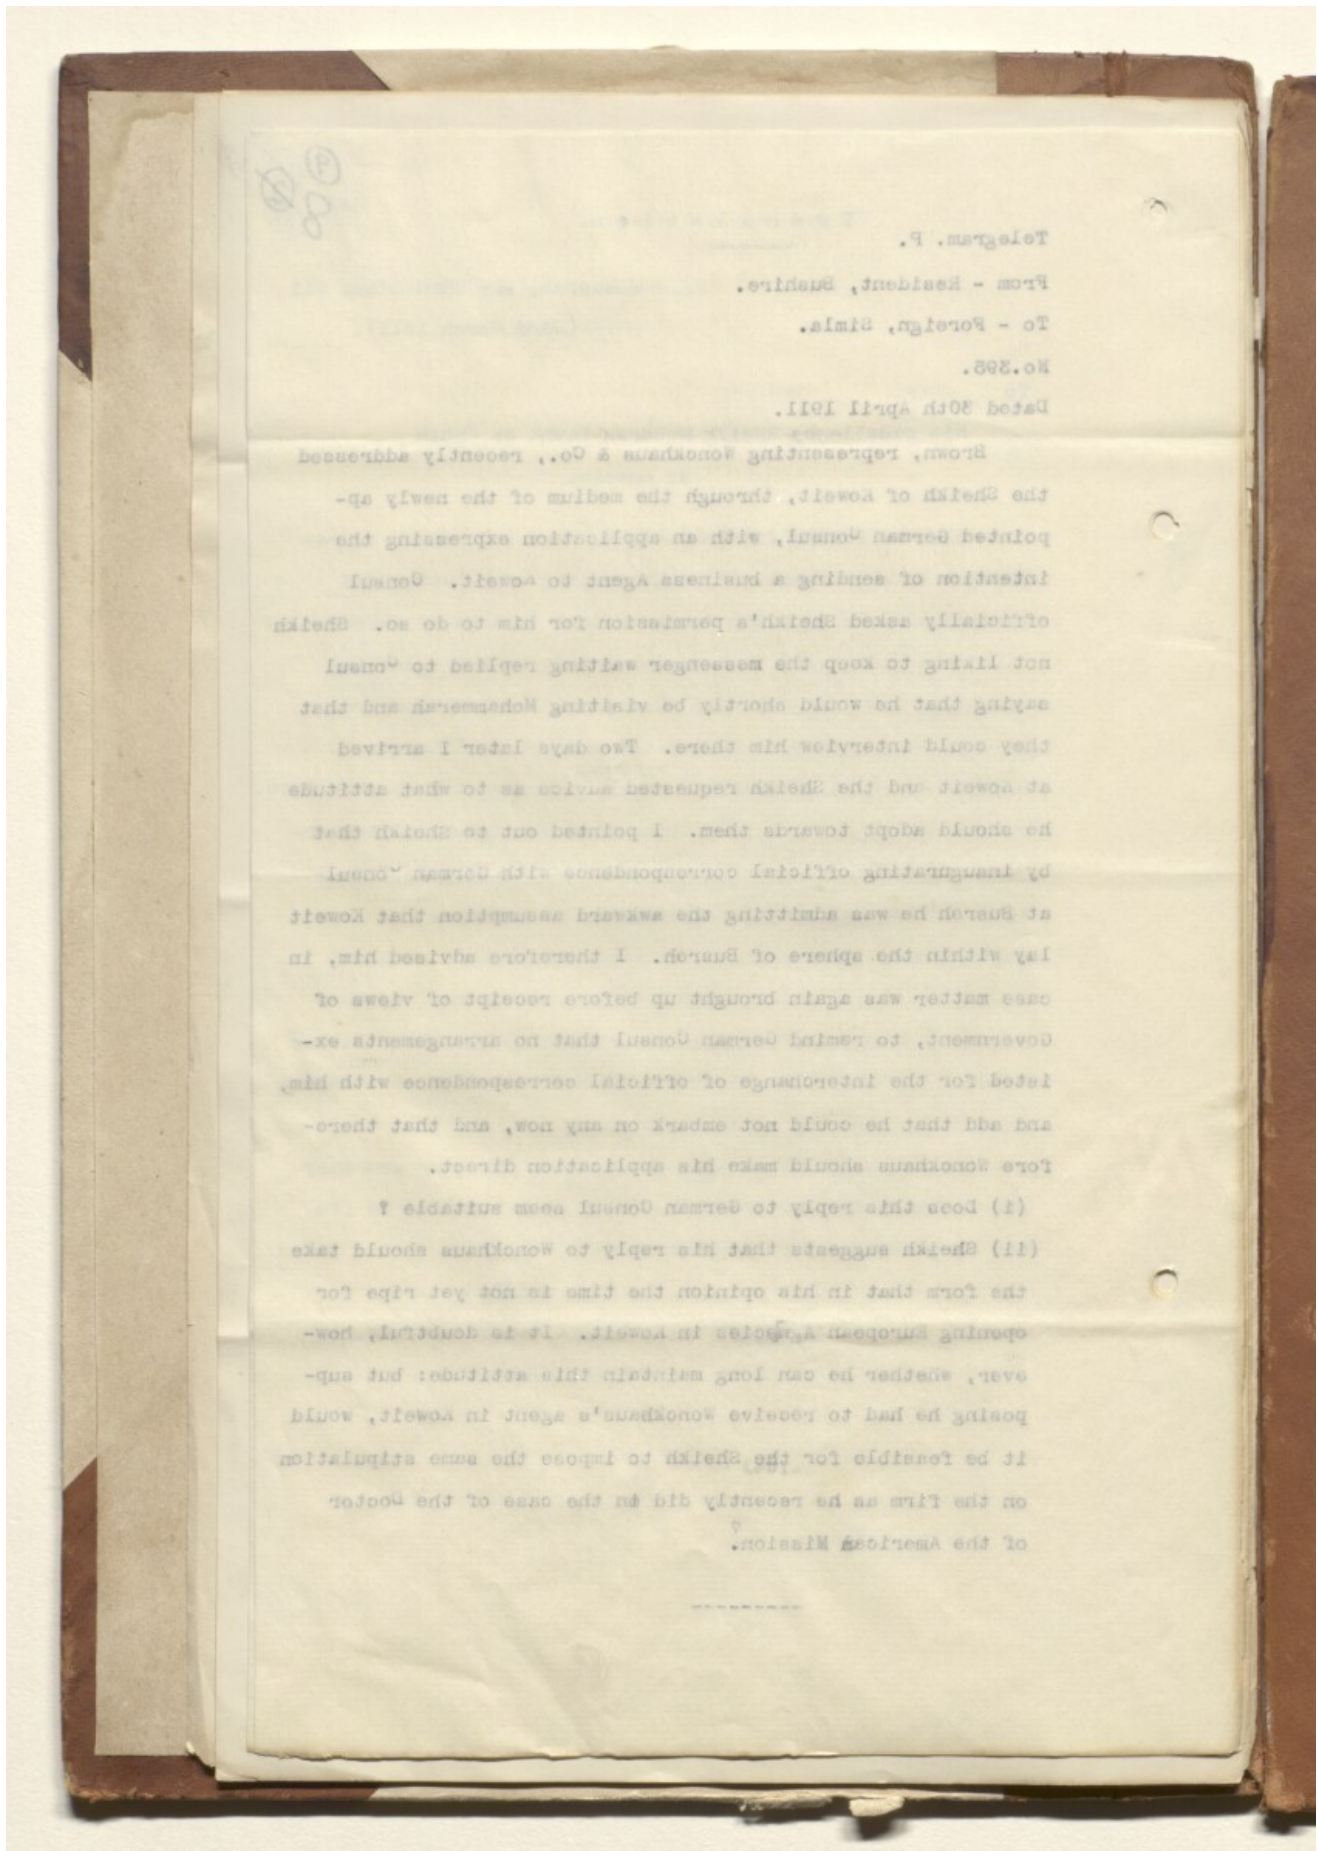 Telegram. P.
From - Resident, Bushire.
To - Foreign, Simla.
No.395.
Dated 30th April 1911.
Brown, representing Wonckhaus & Co., recently addressed
the Sheikh of Koweit, through the medium of the newly ap-
pointed German Consul, with an application expressing the
intention of sending a business Agent to Koweit. Consul
officially asked Sheikh's permission for him to do so. Sheikh
not liking to keep the messenger waiting replied to Consul
saying that he would shortly be visiting Mohammerah and that
they could interview him there. Two days later I arrived
at Koweit and the Sheikh requested advice as to what attitude
he should adopt towards them. I pointed out to Sheikh that
by inaugurating official correspondence with German Consul
at Busreh he was admitting the awkward assumption that Koweit
lay within the sphere of Busreh. I therefore advised him, in
case matter was again brought up before receipt of views of
Government, to remind German Consul that no arrangements ex-
isted for the interchange of official correspondence with him,
and add that he could not embark on any now, and that there-
fore Wonckhaus should make his application direct.
(i) Does this reply to German Consul seem suitable ?
(ii) Sheikh suggests that his reply to Wonckhaus should take
the form that in his opinion the time is not yet ripe for
opening European Agencies in Koweit. It is doubtful, how-
ever, whether he can long maintain this attitude: but sup-
posing he had to receive Wonckhaus's agent in Koweit, would
it be feasible for the Sheikh to impose the same stipulation
on the firm as he recently did in the case of the Doctor
of the American Mission?